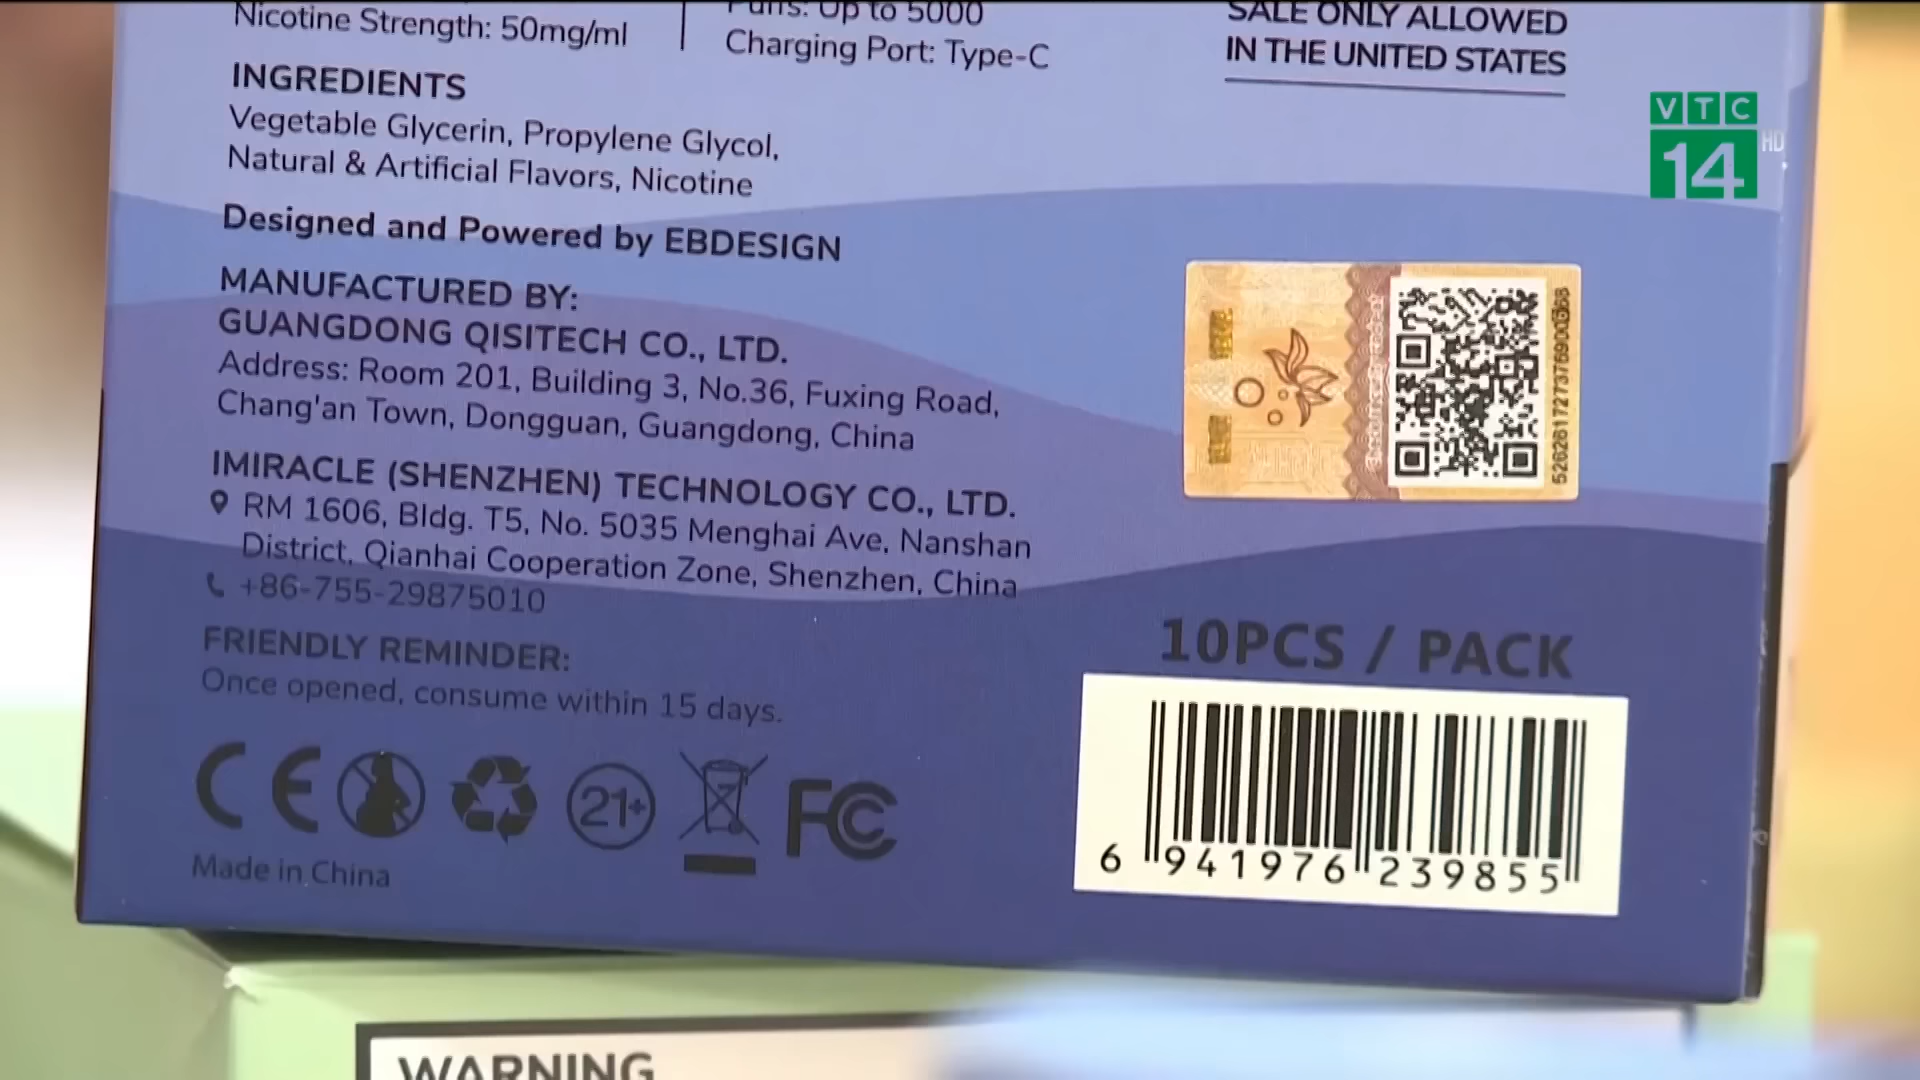 Nicotine Strength: 50mg/ml
Puffs: Up to 5000
Charging Port: Type-C
SALE ONLY ALLOWED
IN THE UNITED STATES
VTC
14
HD
INGREDIENTS
Vegetable Glycerin, Propylene Glycol,
Natural & Artificial Flavors, Nicotine
Designed and Powered by EBDESIGN
MANUFACTURED BY:
GUANGDONG QISITECH CO., LTD.
Address: Room 201, Building 3, No.36, Fuxing Road,
Chang'an Town, Dongguan, Guangdong, China
IMIRACLE (SHENZHEN) TECHNOLOGY CO., LTD.
RM 1606, Bldg. T5, No. 5035 Menghai Ave, Nanshan
District, Qianhai Cooperation Zone, Shenzhen, China
+86-755-29875010
FRIENDLY REMINDER:
Once opened, consume within 15 days.
CE
21+
FC
Made in China
10PCS / PACK
6 941976 239855
WARNING